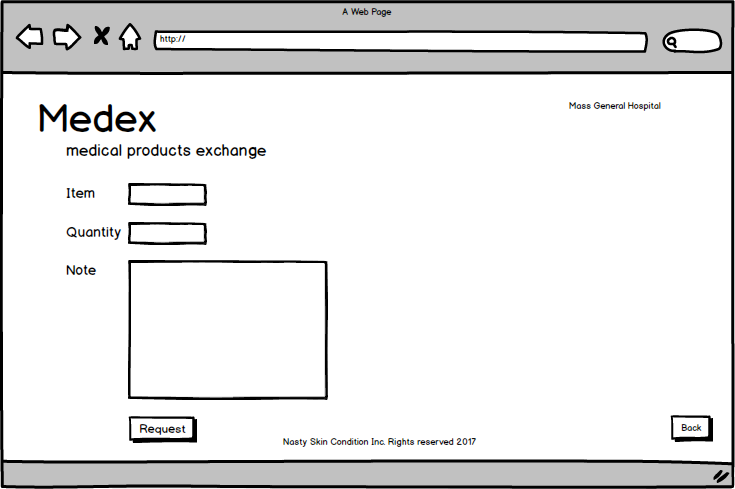 A Web Page
http://
Mass General Hospital
Medex
medical products exchange
Item
Quantity
Note
Request
Nasty Skin Condition Inc. Rights reserved 2017
Back